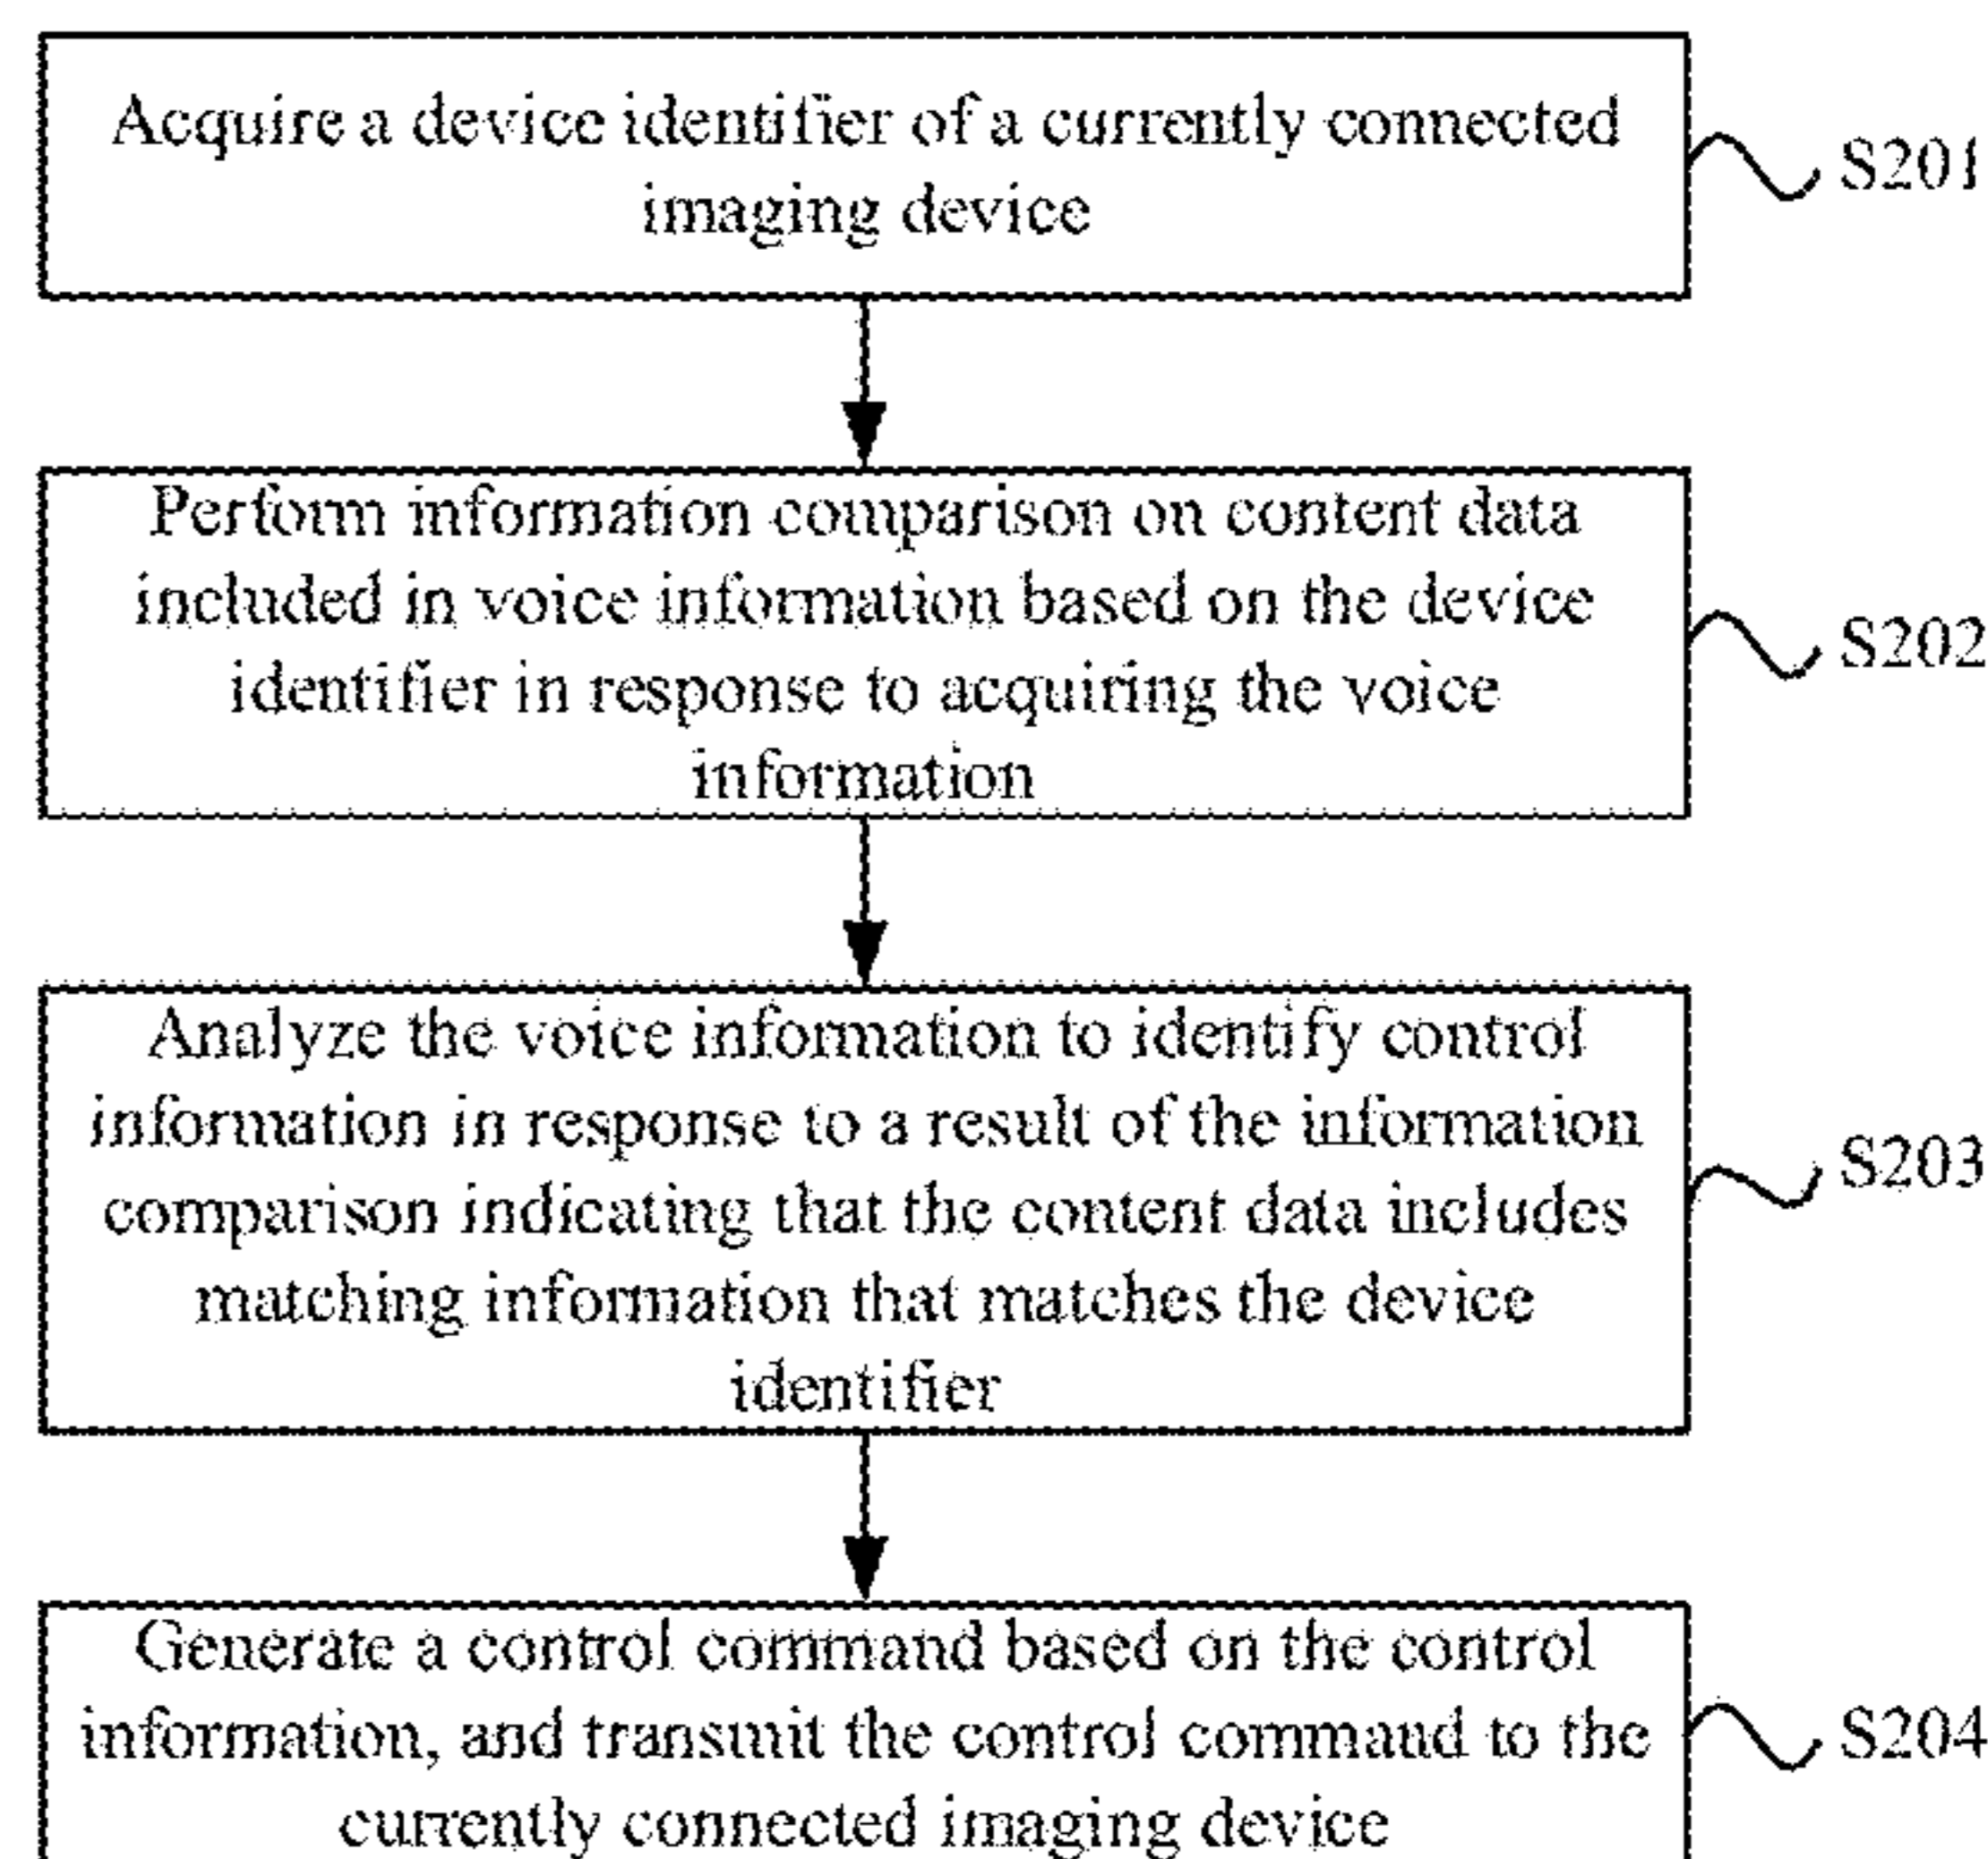 Acquire a device identifier of a currently connected
imaging device
S201
Perform information comparison on content data
included in voice information based on the device
identifier in response to acquiring the voice
information
S202
Analyze the voice information to identify control
information in response to a result of the information
comparison indicating that the content data includes
matching information that matches the device
identifier
S203
Generate a control command based on the control
information, and transmit the control command to the
currently connected imaging device
S204